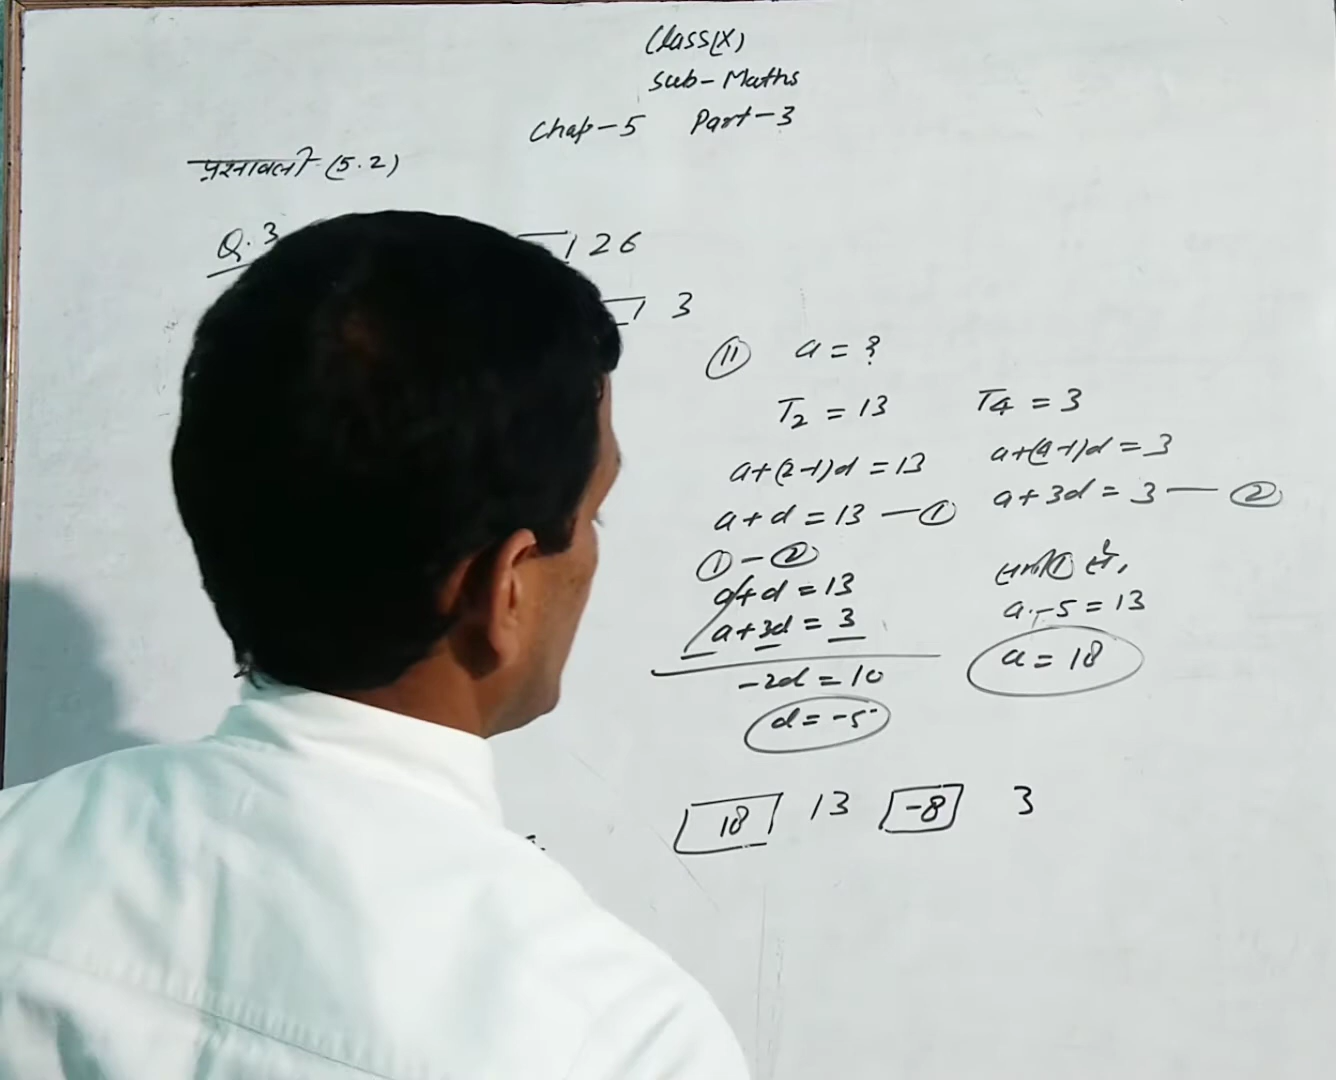 Class(X)
Sub-Maths
Chap-5 Part-3
प्रश्नावली (5.2)
Q.3
26
3
(ii) a = ?
T2 = 13 T4 = 3
a+(2-1)d = 13 a+(4-1)d = 3
a+d = 13 — ① a+3d = 3 — ②
① - ②
a+d = 13
a+3d = 3
-2d = 10
d = -5
समी① से,
a-5 = 13
a = 18
18 13 -8 3